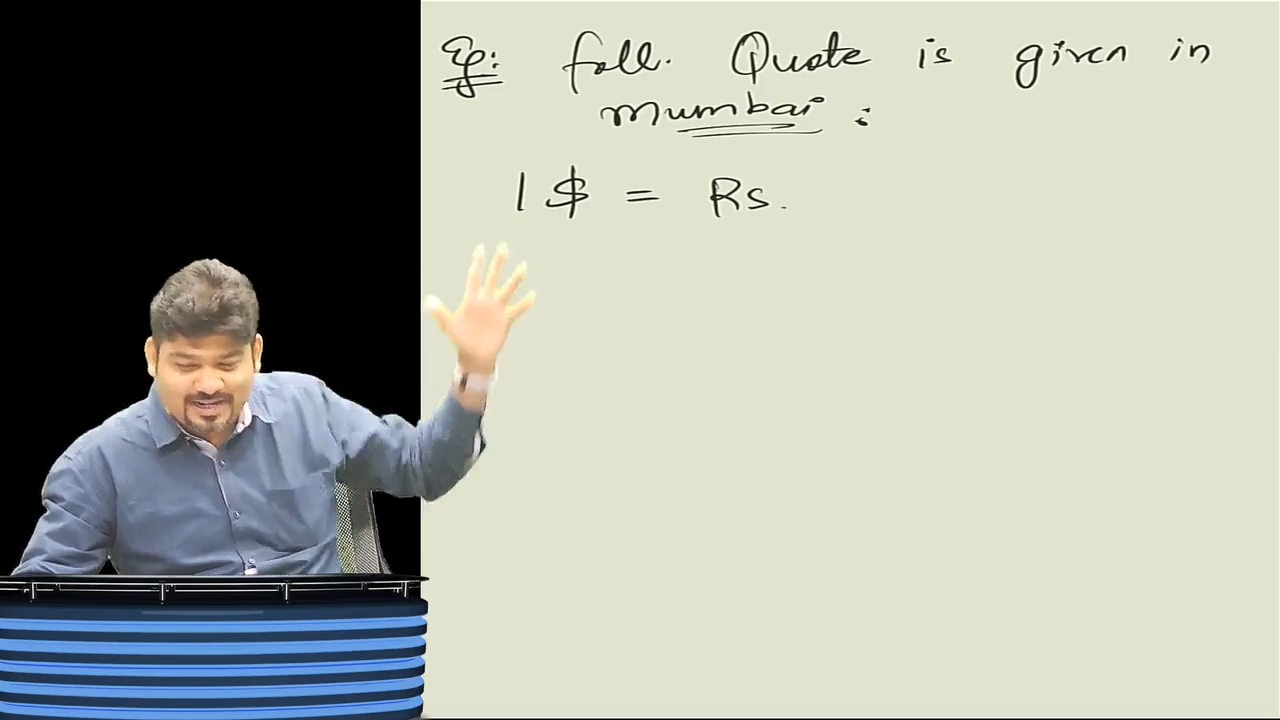 Eg: foll. Quote is given in
Mumbai :
1 $ = Rs.